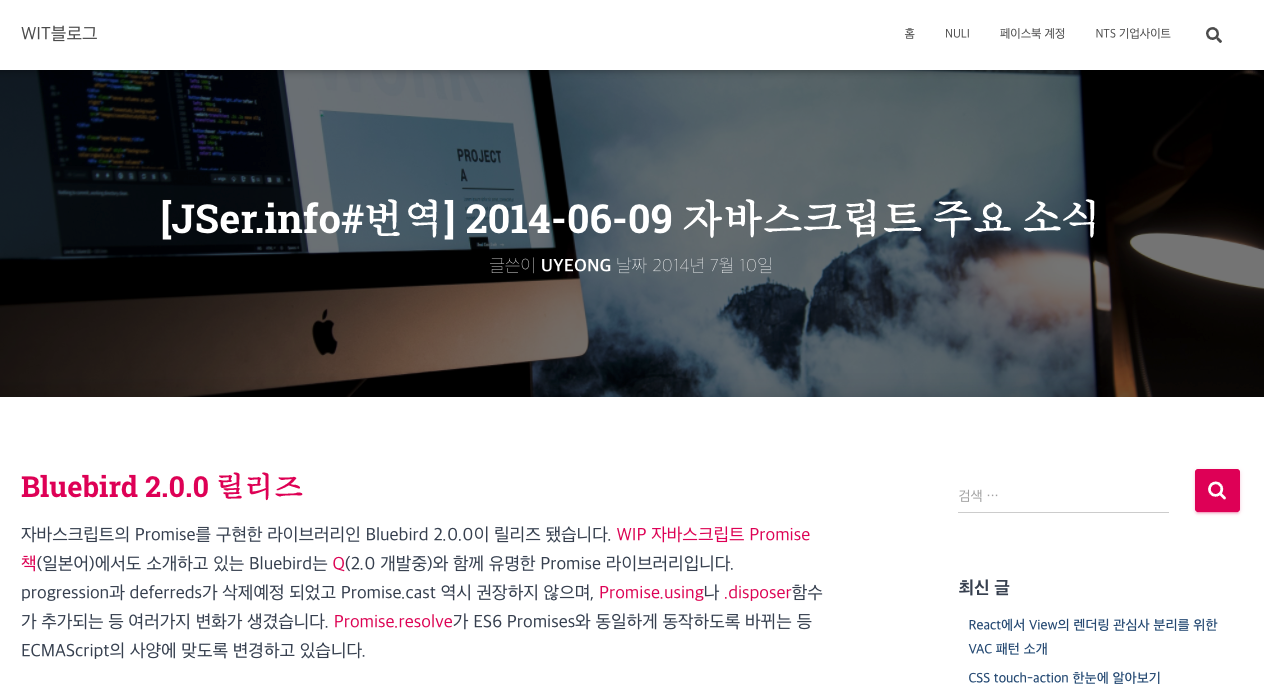 WIT블로그
홈 NULI 페이스북 계정 NTS 기업사이트
PROJECT
A
[JSer.info#번역] 2014-06-09 자바스크립트 주요 소식
글쓴이 UYEONG 날짜 2014년 7월 10일
Bluebird 2.0.0 릴리즈
자바스크립트의 Promise를 구현한 라이브러리인 Bluebird 2.0.0이 릴리즈 됐습니다. WIP 자바스크립트 Promise
책(일본어)에서도 소개하고 있는 Bluebird는 Q(2.0 개발중)와 함께 유명한 Promise 라이브러리입니다.
progression과 deferreds가 삭제예정 되었고 Promise.cast 역시 권장하지 않으며, Promise.using나 .disposer함수
가 추가되는 등 여러가지 변화가 생겼습니다. Promise.resolve가 ES6 Promises와 동일하게 동작하도록 바뀌는 등
ECMAScript의 사양에 맞도록 변경하고 있습니다.
검색 …
최신 글
React에서 View의 렌더링 관심사 분리를 위한
VAC 패턴 소개
CSS touch-action 한눈에 알아보기